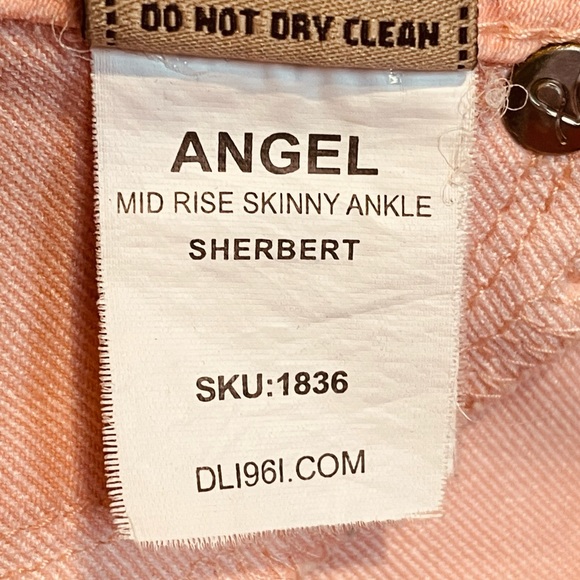 DO NOT DRY CLEAN
ANGEL
MID RISE SKINNY ANKLE
SHERBERT
SKU:1836
DLI96I.COM